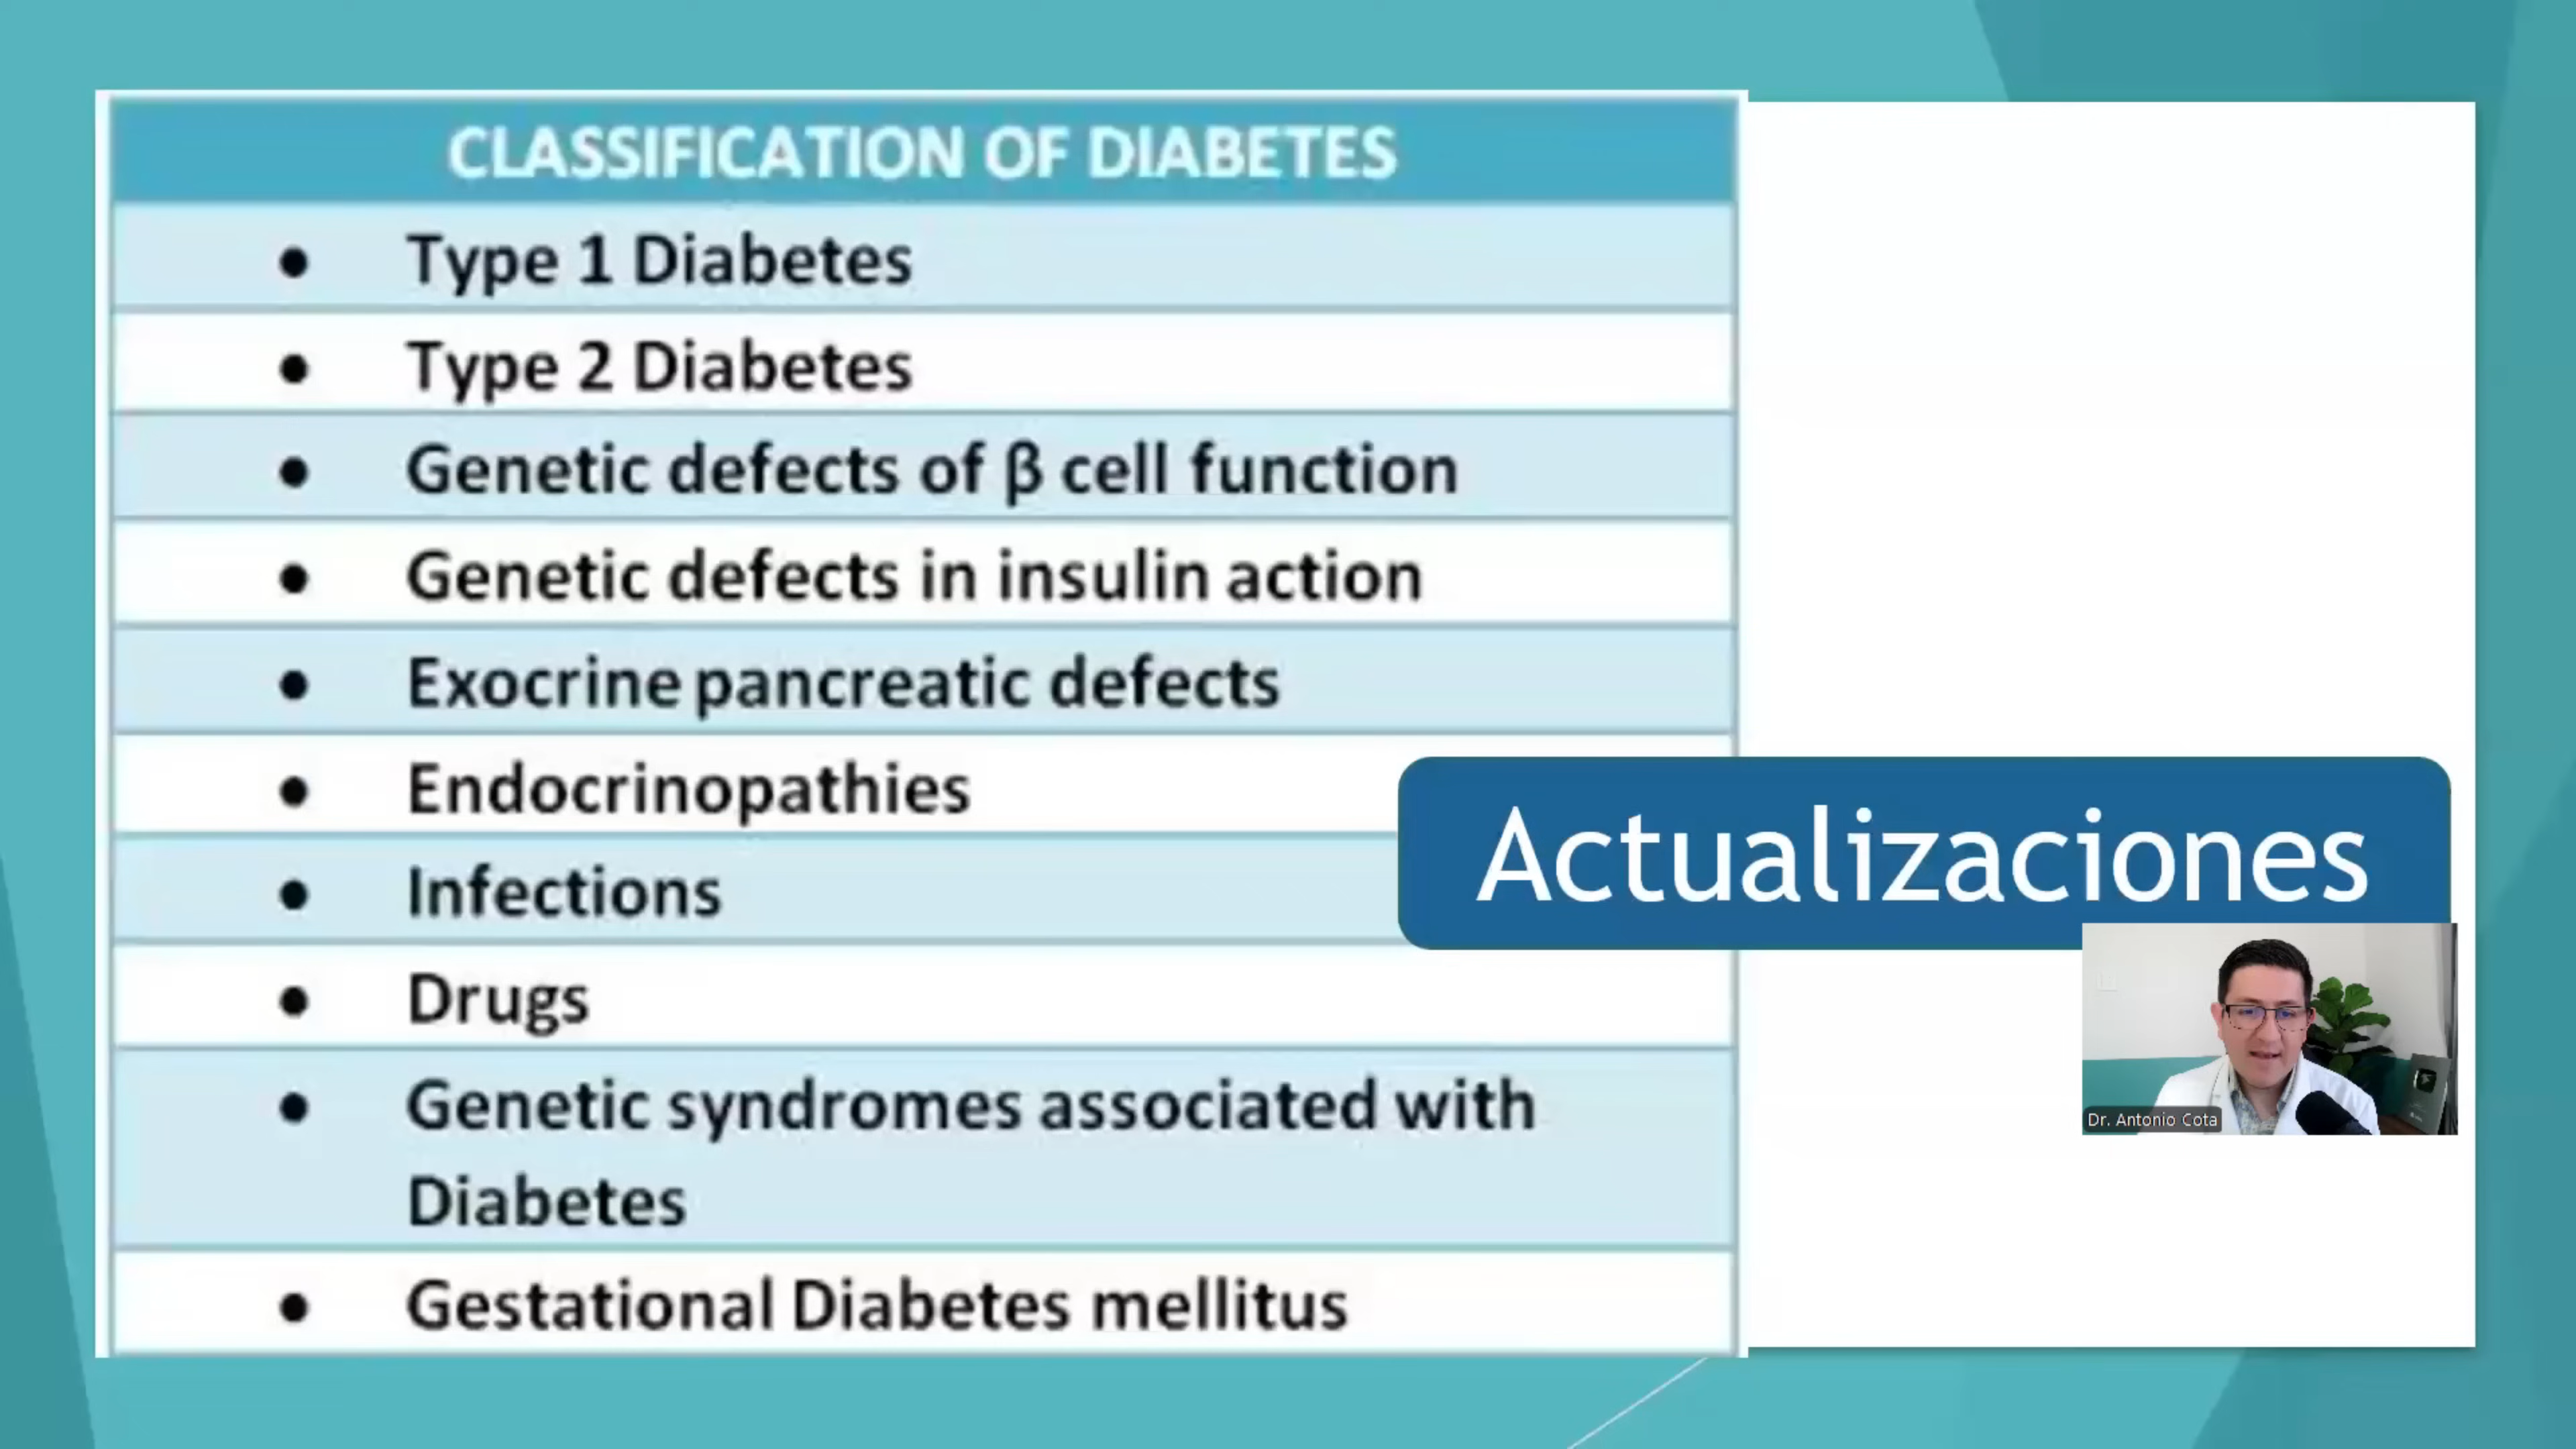 CLASSIFICATION OF DIABETES
• Type 1 Diabetes
• Type 2 Diabetes
• Genetic defects of β cell function
• Genetic defects in insulin action
• Exocrine pancreatic defects
• Endocrinopathies
• Infections
• Drugs
• Genetic syndromes associated with
Diabetes
• Gestational Diabetes mellitus
Actualizaciones
Dr. Antonio Cota